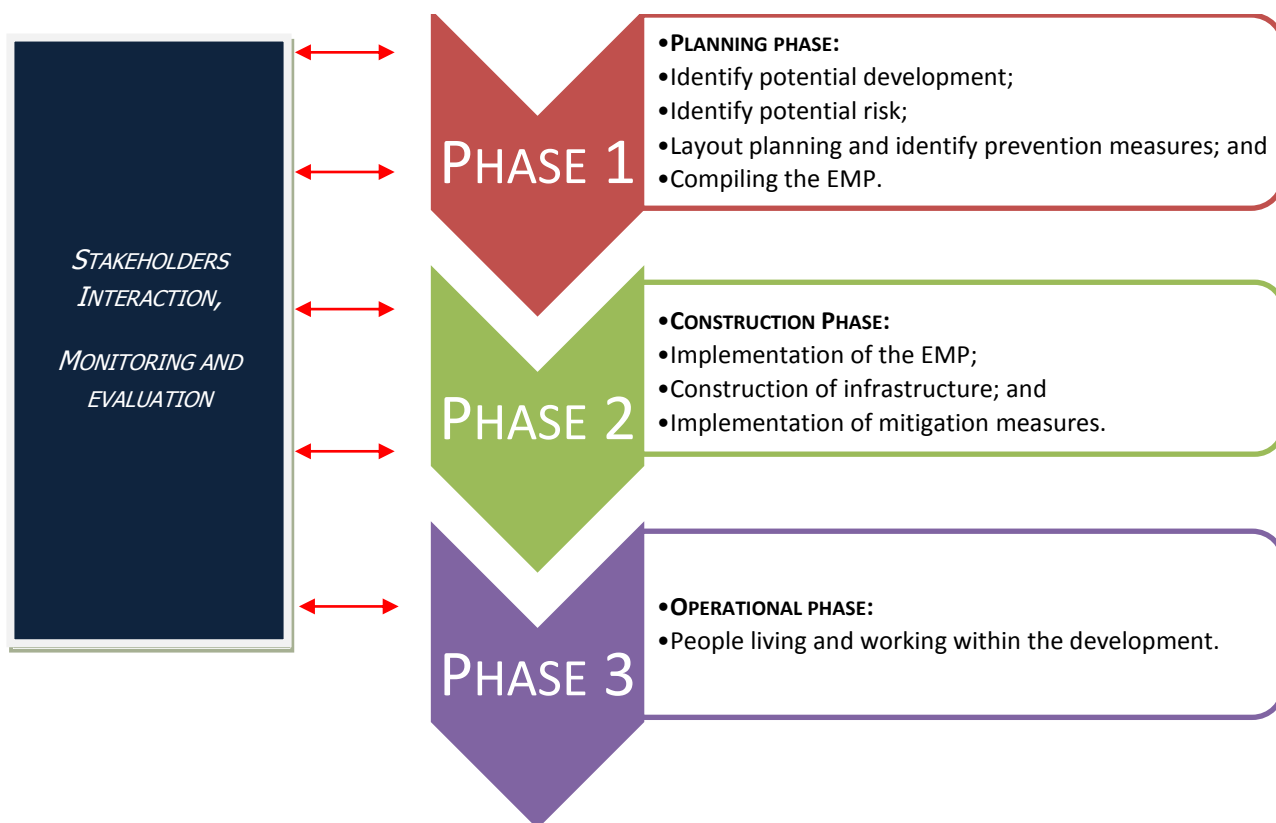 STAKEHOLDERS
INTERACTION,
MONITORING AND
EVALUATION
PHASE 1
•PLANNING PHASE:
•Identify potential development;
•Identify potential risk;
•Layout planning and identify prevention measures; and
•Compiling the EMP.
PHASE 2
•CONSTRUCTION PHASE:
•Implementation of the EMP;
•Construction of infrastructure; and
•Implementation of mitigation measures.
PHASE 3
•OPERATIONAL PHASE:
•People living and working within the development.